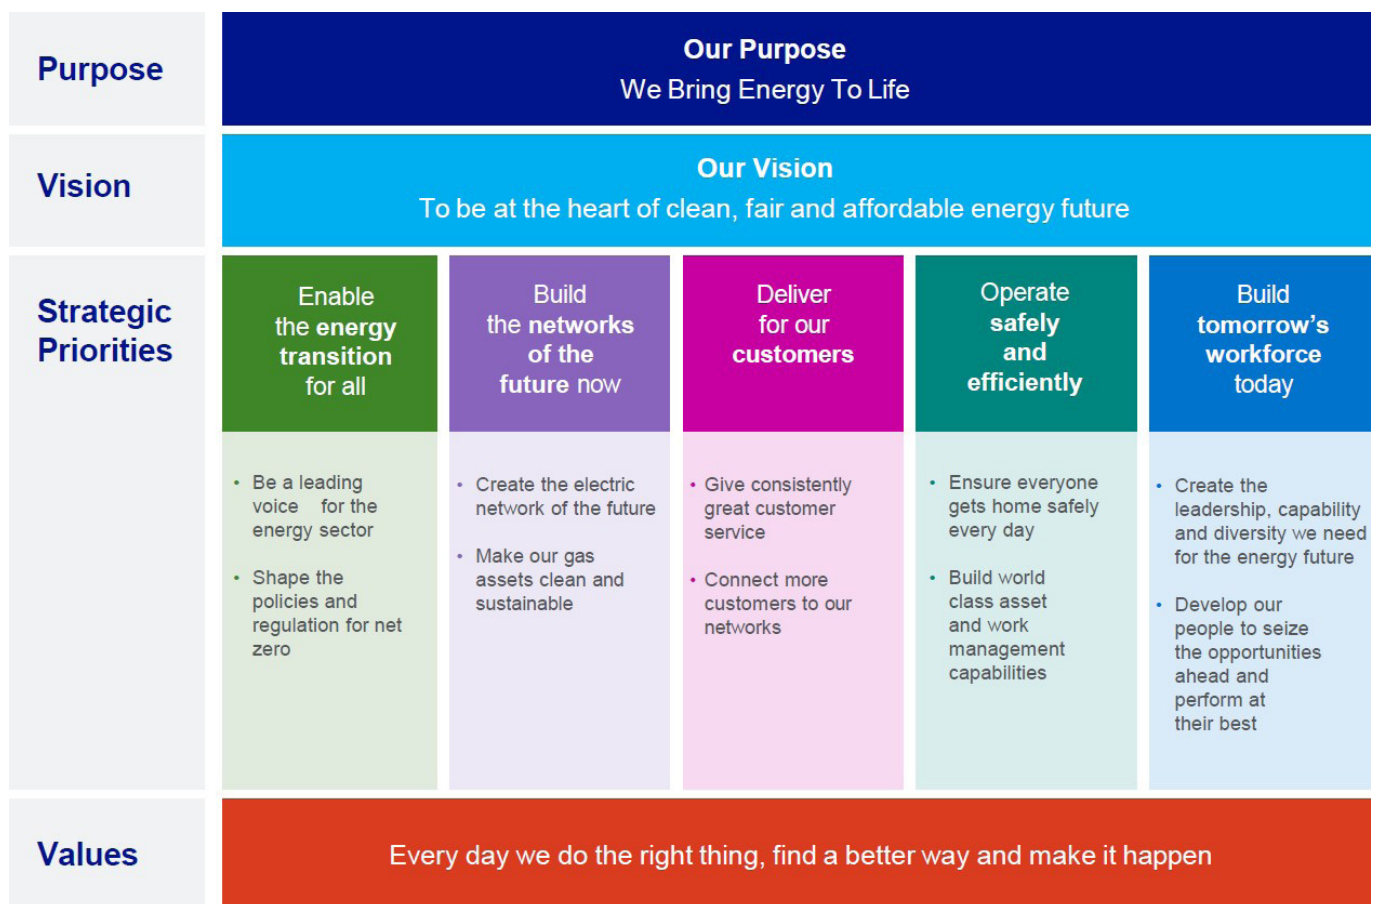 Purpose
Our Purpose
We Bring Energy To Life
Vision
Our Vision
To be at the heart of clean, fair and affordable energy future
Strategic
Priorities
Enable
the energy
transition
for all
Build
the networks
of the
future now
Deliver
for our
customers
Operate
safely
and
efficiently
Build
tomorrow's
workforce
today
• Be a leading
voice for the
energy sector
• Shape the
policies and
regulation for net
zero
• Create the electric
network of the future
• Make our gas
assets clean and
sustainable
• Give consistently
great customer
service
• Connect more
customers to our
networks
• Ensure everyone
gets home safely
every day
• Build world
class asset
and work
management
capabilities
• Create the
leadership, capability
and diversity we need
for the energy future
• Develop our
people to seize
the opportunities
ahead and
perform at
their best
Values
Every day we do the right thing, find a better way and make it happen